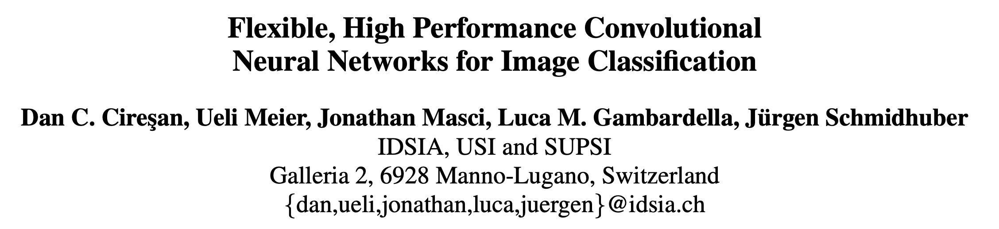 Flexible, High Performance Convolutional
Neural Networks for Image Classification
Dan C. Cireşan, Ueli Meier, Jonathan Masci, Luca M. Gambardella, Jürgen Schmidhuber
IDSIA, USI and SUPSI
Galleria 2, 6928 Manno-Lugano, Switzerland
{dan,ueli,jonathan,luca,juergen}@idsia.ch